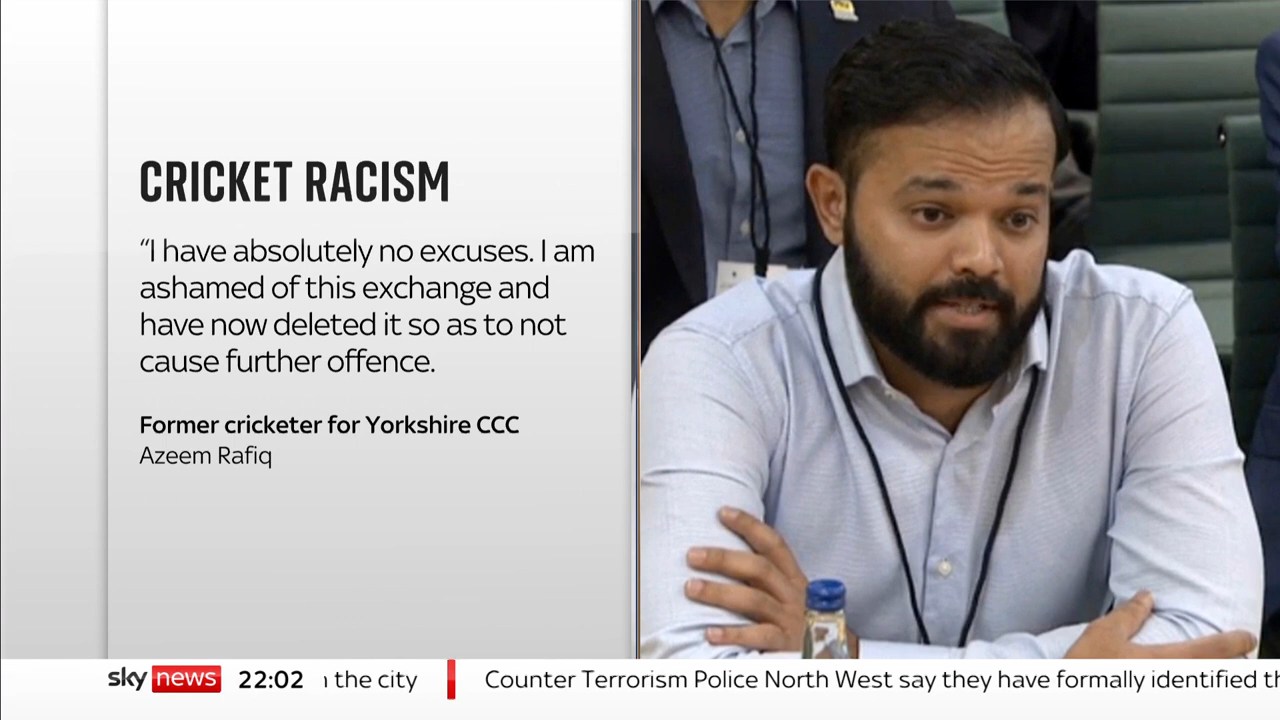 CRICKET RACISM
“I have absolutely no excuses. I am
ashamed of this exchange and
have now deleted it so as to not
cause further offence.
Former cricketer for Yorkshire CCC
Azeem Rafiq
sky news 22:02 the city Counter Terrorism Police North West say they have formally identified